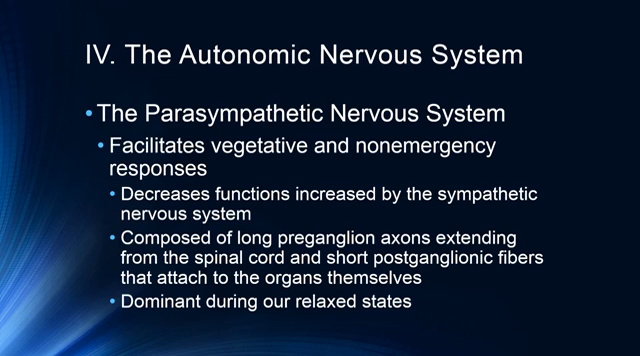 IV. The Autonomic Nervous System
• The Parasympathetic Nervous System
• Facilitates vegetative and nonemergency
responses
• Decreases functions increased by the sympathetic
nervous system
• Composed of long preganglion axons extending
from the spinal cord and short postganglionic fibers
that attach to the organs themselves
• Dominant during our relaxed states